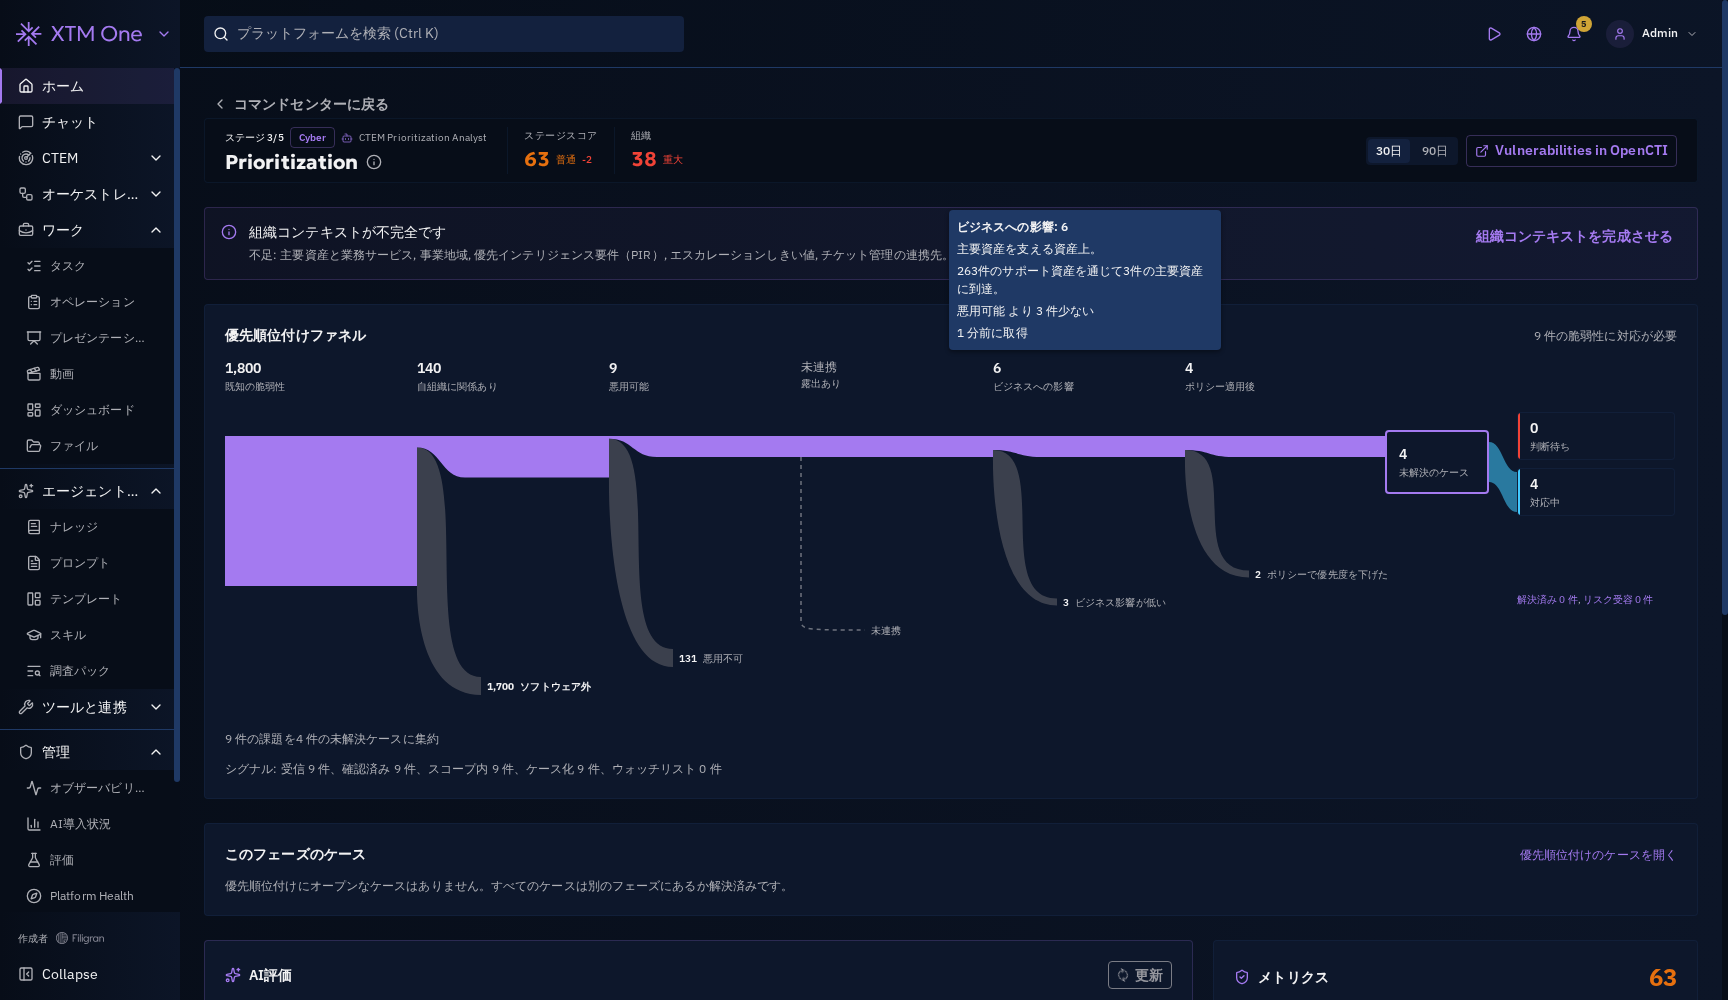 XTM One
プラットフォームを検索 (Ctrl K)
5
Admin
ホーム
チャット
CTEM
オーケストレ...
ワーク
タスク
オペレーション
プレゼンテーシ...
動画
ダッシュボード
ファイル
エージェント...
ナレッジ
プロンプト
テンプレート
スキル
調査パック
ツールと連携
管理
オブザーバビリ...
AI導入状況
評価
Platform Health
作成者 Filigran
Collapse
コマンドセンターに戻る
ステージ 3/5 Cyber CTEM Prioritization Analyst
Prioritization
ステージスコア
63 普通 -2
組織
38 重大
30日 90日
Vulnerabilities in OpenCTI
組織コンテキストが不完全です
不足: 主要資産と業務サービス, 事業地域, 優先インテリジェンス要件（PIR）, エスカレーションしきい値, チケット管理の連携先。
組織コンテキストを完成させる
ビジネスへの影響: 6
主要資産を支える資産上。
263件のサポート資産を通じて3件の主要資産
に到達。
悪用可能 より 3 件少ない
1 分前に取得
優先順位付けファネル
9 件の脆弱性に対応が必要
1,800
既知の脆弱性
140
自組織に関係あり
9
悪用可能
未連携
露出あり
6
ビジネスへの影響
4
ポリシー適用後
4
未解決のケース
0
判断待ち
4
対応中
2 ポリシーで優先度を下げた
3 ビジネス影響が低い
解決済み 0 件, リスク受容 0 件
未連携
131 悪用不可
1,700 ソフトウェア外
9 件の課題を4 件の未解決ケースに集約
シグナル: 受信 9 件、確認済み 9 件、スコープ内 9 件、ケース化 9 件、ウォッチリスト 0 件
このフェーズのケース
優先順位付けのケースを開く
優先順位付けにオープンなケースはありません。すべてのケースは別のフェーズにあるか解決済みです。
AI評価
更新
メトリクス
63